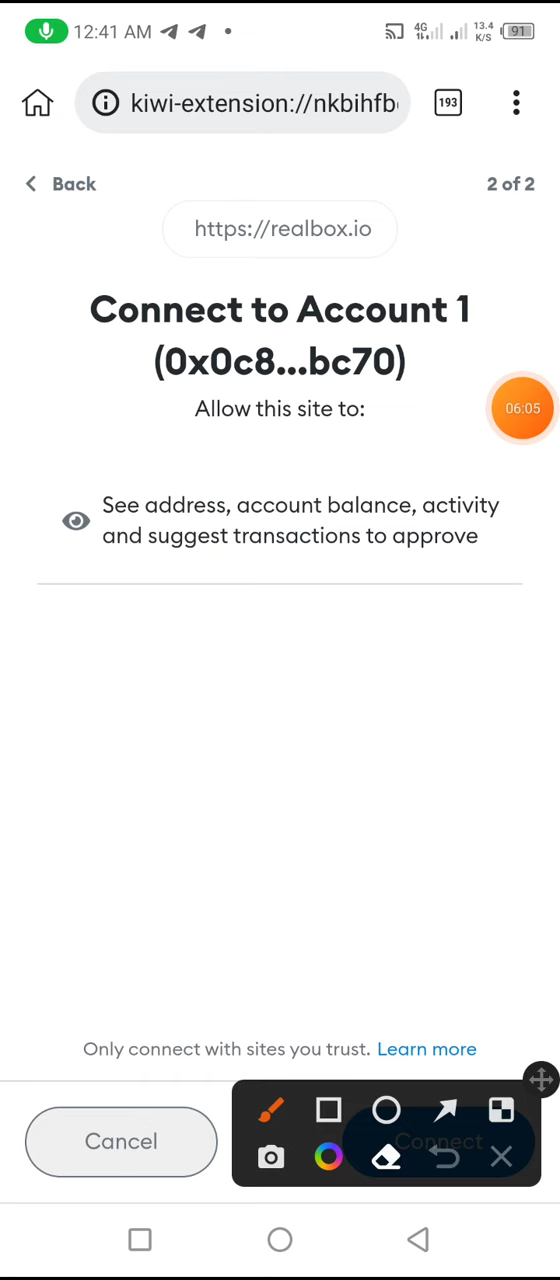 12:41 AM
4G
13.4
K/S
91
kiwi-extension://nkbihfb
193
Back
2 of 2
https://realbox.io
Connect to Account 1
(0x0c8...bc70)
Allow this site to:
06:05
See address, account balance, activity
and suggest transactions to approve
Only connect with sites you trust. Learn more
Cancel
Connect